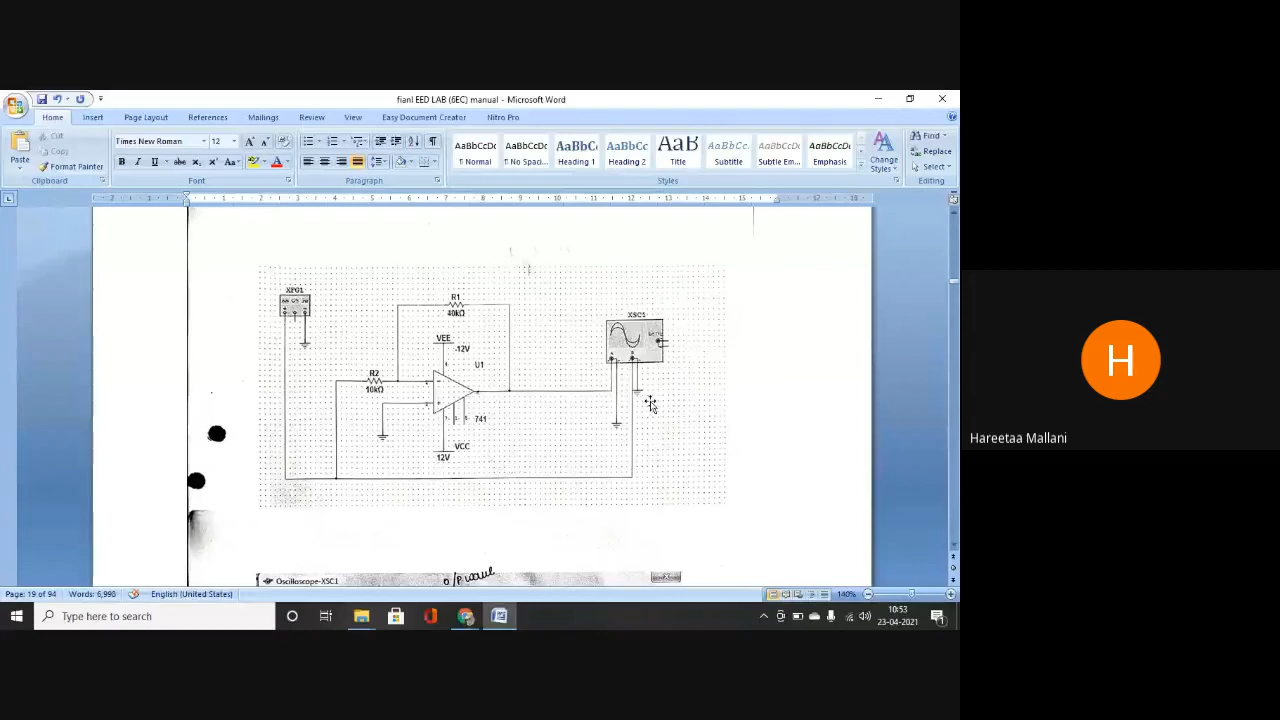 fianl EED LAB (6EC) manual - Microsoft Word
Home Insert Page Layout References Mailings Review View Easy Document Creator Nitro Pro
Paste
Cut
Copy
Format Painter
Clipboard
Times New Roman 12
Font
Paragraph
AaBbCcDc AaBbCcDc AaBbC AaBbCc AaB AaBbCc. AaBbCcDc AaBbCcDc
¶ Normal ¶ No Spaci... Heading 1 Heading 2 Title Subtitle Subtle Em... Emphasis
Styles
Change Styles
Find
Replace
Select
Editing
XFG1
R1
40kΩ
XSC1
VEE
-12V
U1
R2
10kΩ
741
VCC
12V
Oscilloscope-XSC1
Page: 19 of 94 Words: 6,998 English (United States) 140%
Type here to search
10:53
23-04-2021
H
Hareetaa Mallani